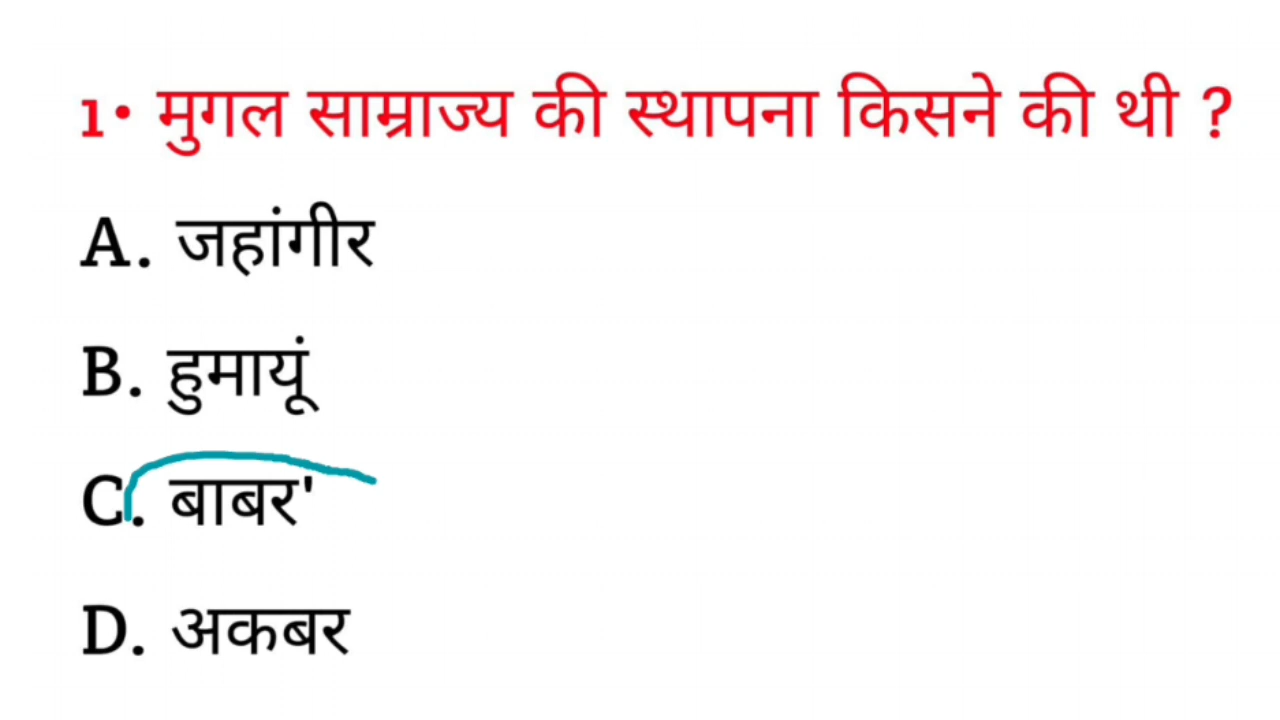 1• मुगल साम्राज्य की स्थापना किसने की थी ?
A. जहांगीर
B. हुमायूं
C. बाबर'
D. अकबर